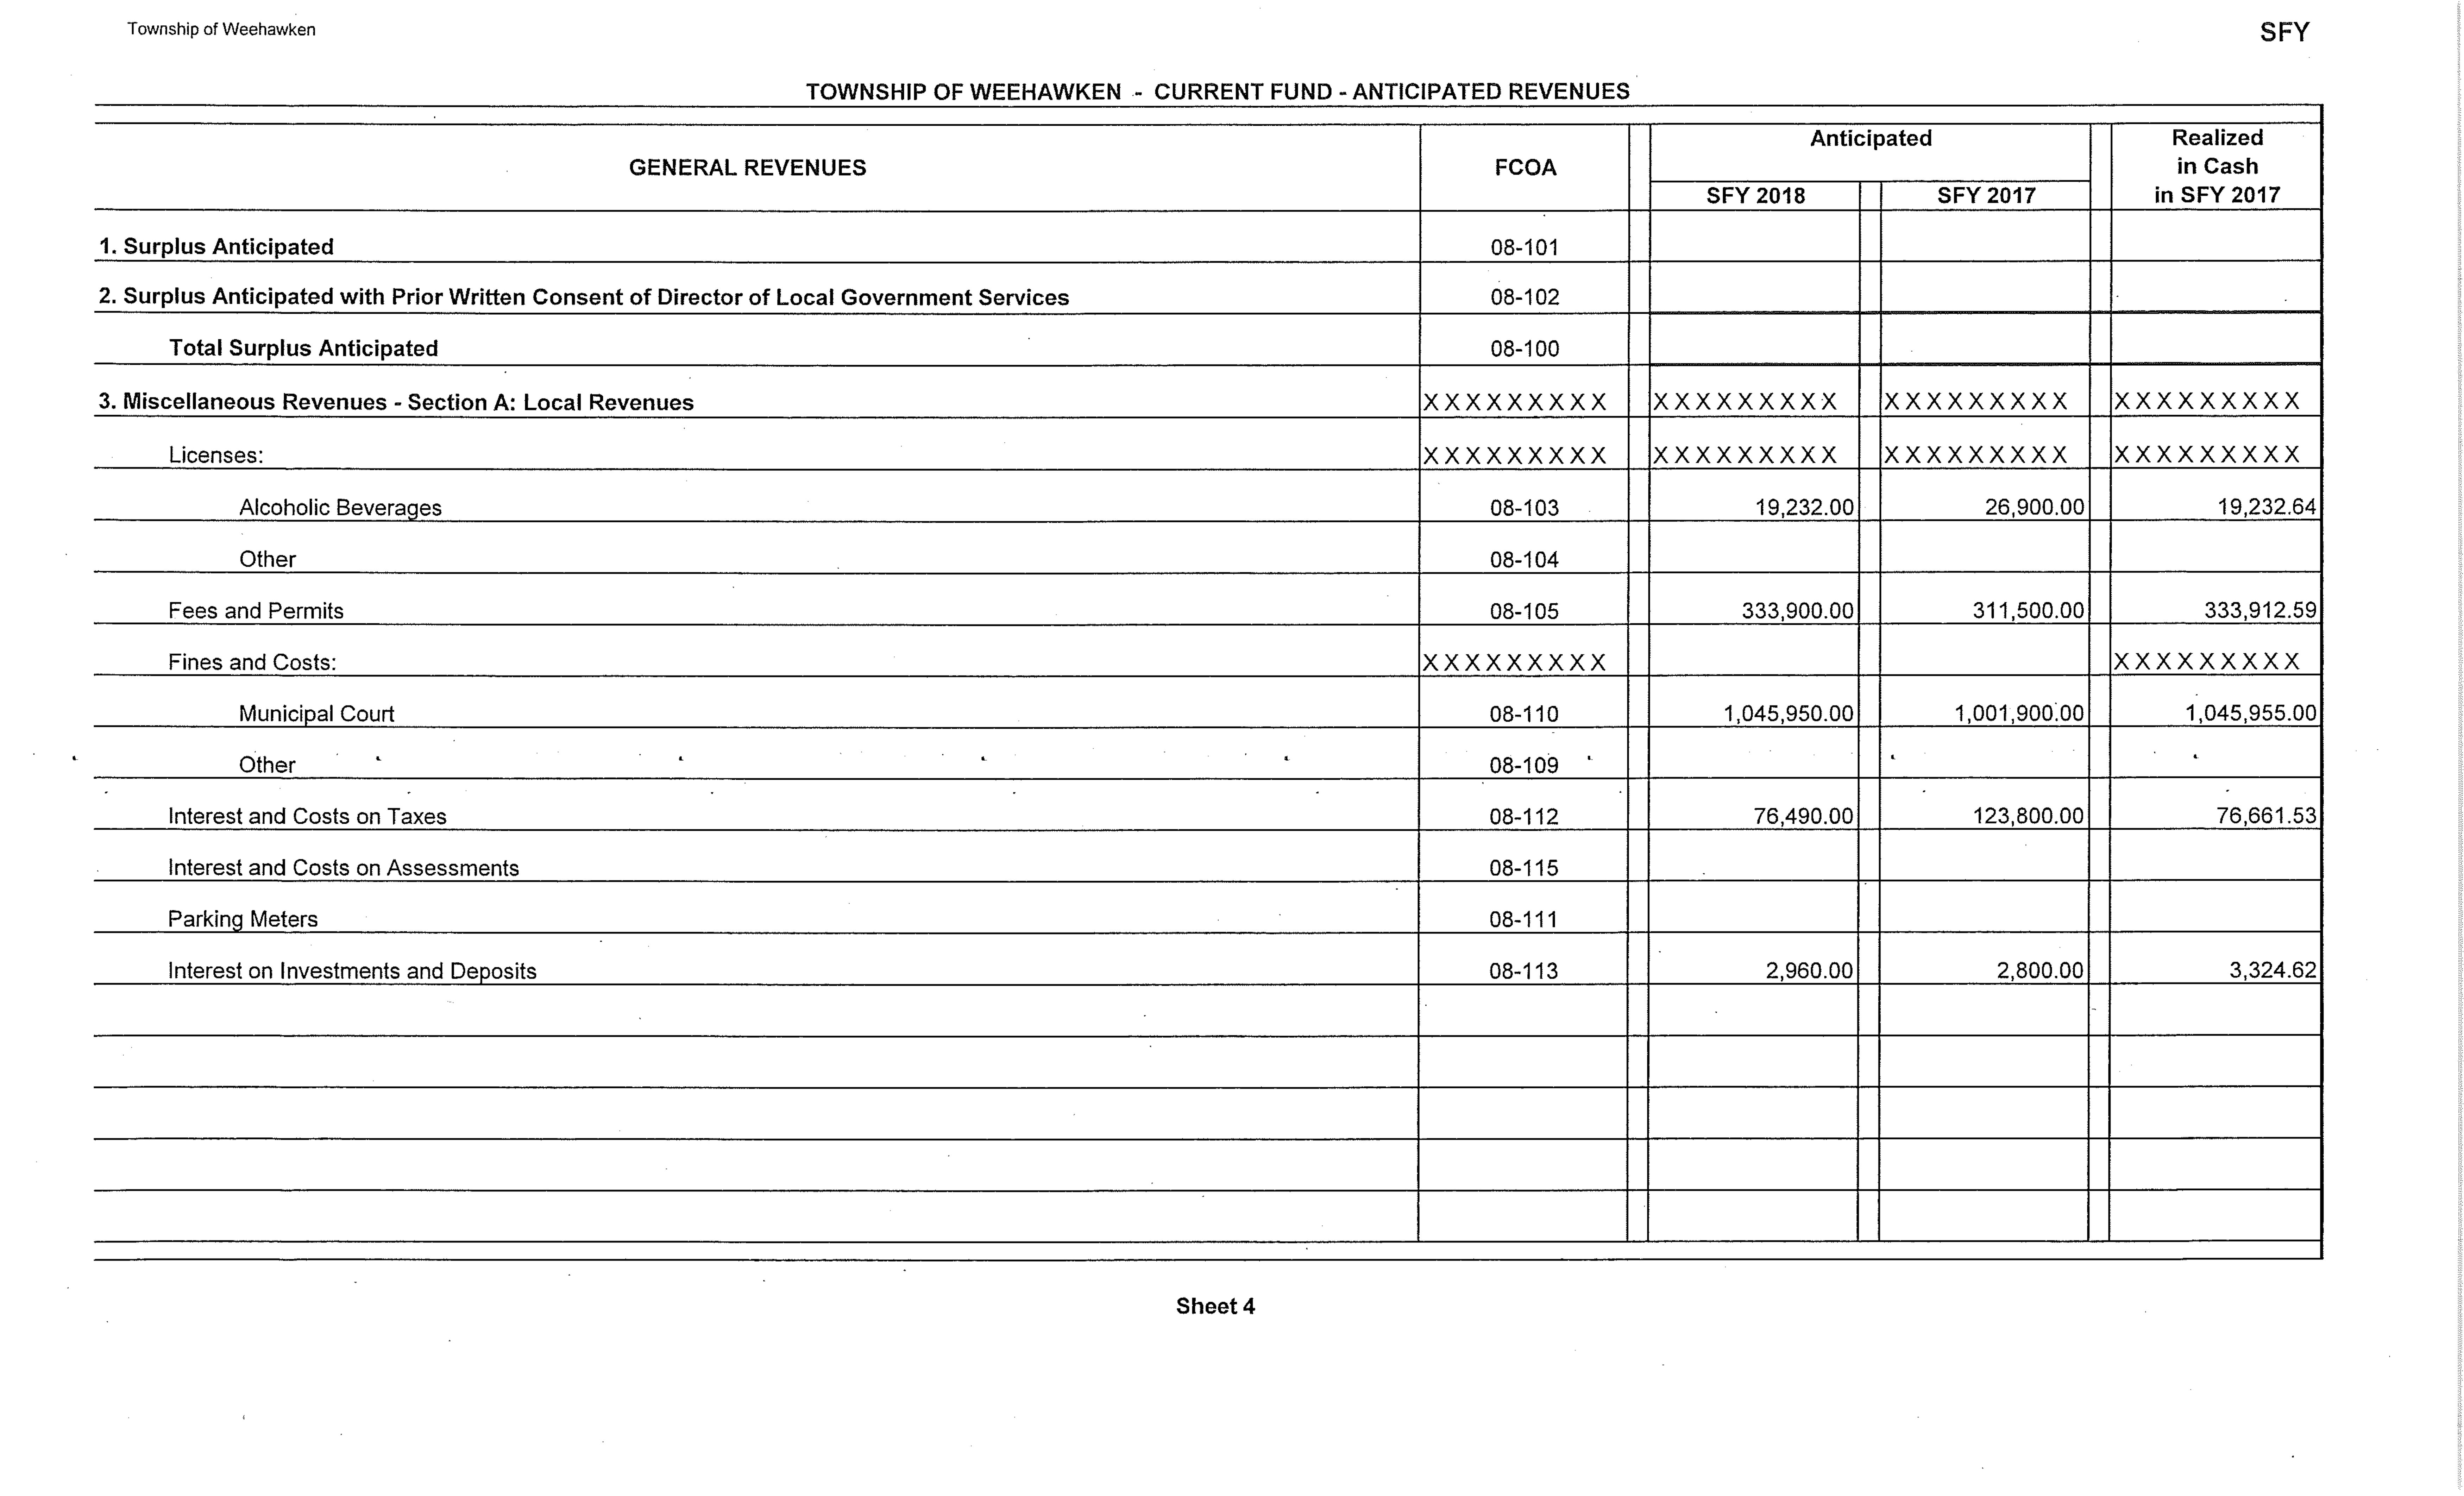 Township of Weehawken SFY
TOWNSHIP OF WEEHAWKEN - CURRENT FUND - ANTICIPATED REVENUES
GENERAL REVENUES FCOA Anticipated Realized in Cash in SFY 2017
SFY 2018 SFY 2017
1. Surplus Anticipated 08-101
2. Surplus Anticipated with Prior Written Consent of Director of Local Government Services 08-102
Total Surplus Anticipated 08-100
3. Miscellaneous Revenues - Section A: Local Revenues XXXXXXXXX XXXXXXXXX XXXXXXXXX XXXXXXXXX
Licenses: XXXXXXXXX XXXXXXXXX XXXXXXXXX XXXXXXXXX
Alcoholic Beverages 08-103 19,232.00 26,900.00 19,232.64
Other 08-104
Fees and Permits 08-105 333,900.00 311,500.00 333,912.59
Fines and Costs: XXXXXXXXX XXXXXXXXX
Municipal Court 08-110 1,045,950.00 1,001,900.00 1,045,955.00
Other 08-109
Interest and Costs on Taxes 08-112 76,490.00 123,800.00 76,661.53
Interest and Costs on Assessments 08-115
Parking Meters 08-111
Interest on Investments and Deposits 08-113 2,960.00 2,800.00 3,324.62
Sheet 4